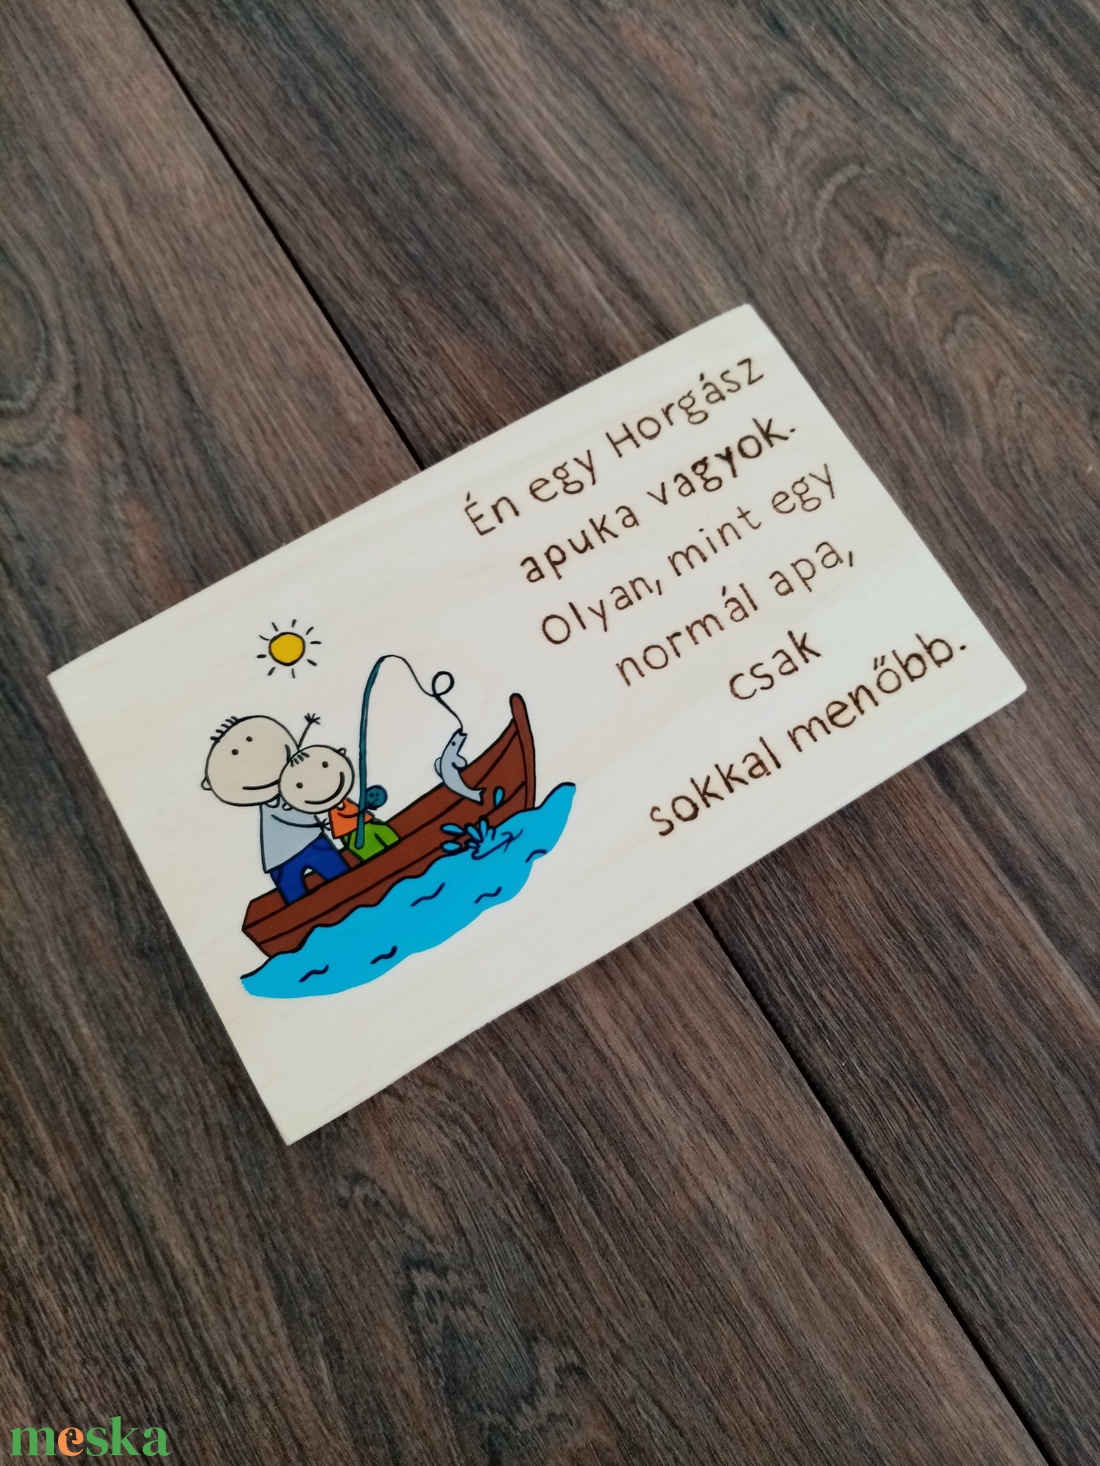 Én egy Horgász
apuka vagyok.
Olyan, mint egy
normál apa,
csak
sokkal menőbb.
meska